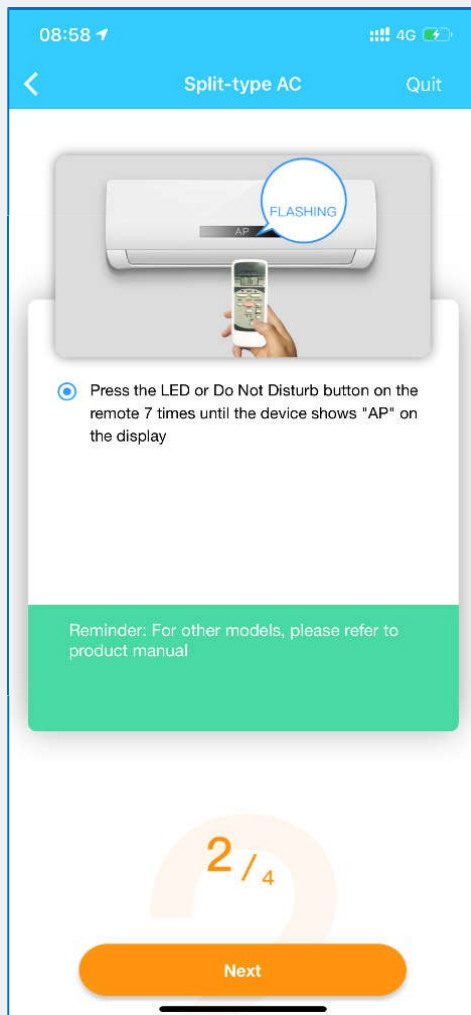 08:58
4G
Split-type AC
Quit
FLASHING
AP
Press the LED or Do Not Disturb button on the
remote 7 times until the device shows "AP" on
the display
Reminder: For other models, please refer to
product manual
2/4
Next